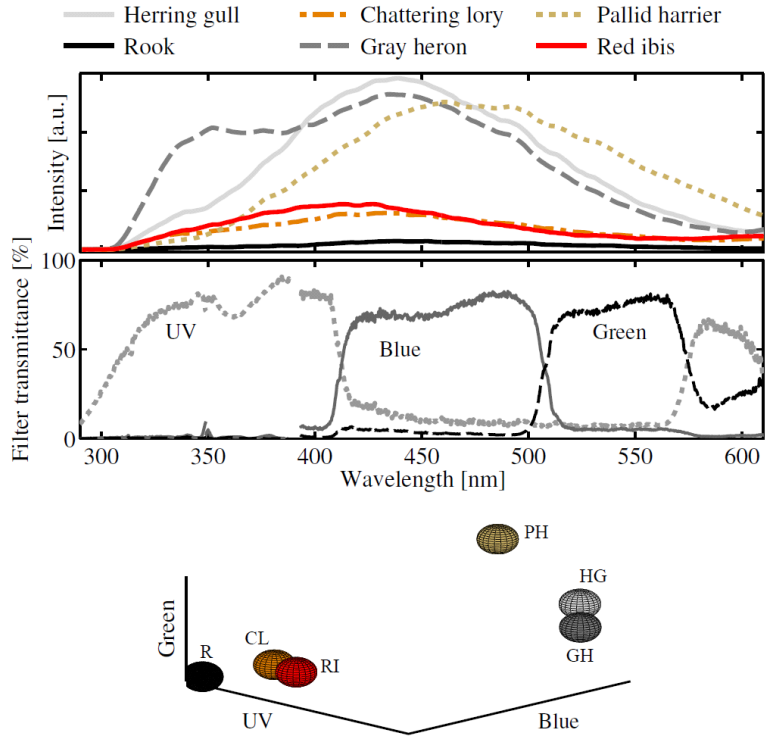 Herring gull Chattering lory Pallid harrier
Rook Gray heron Red ibis
Intensity [a.u.]
Filter transmittance [%]
100
50
0
UV
Blue
Green
300 350 400 450 500 550 600
Wavelength [nm]
PH
HG
GH
Green
R
CL
RI
UV
Blue